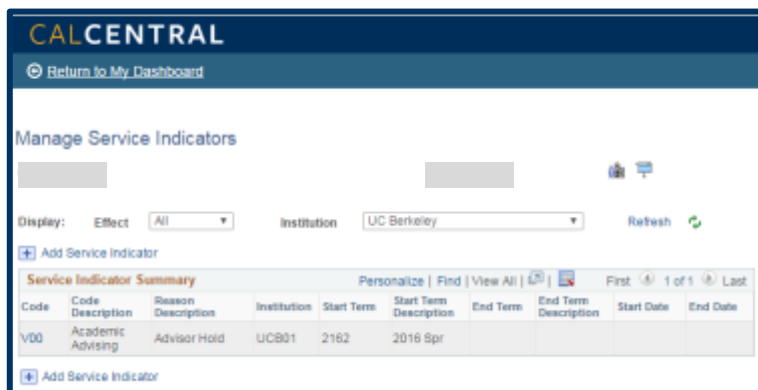 CALCENTRAL
Return to My Dashboard
Manage Service Indicators
Display: Effect All Institution UC Berkeley Refresh
Add Service Indicator
Service Indicator Summary Personalize | Find | View All | | First 1 of 1 Last
Code Code Description Reason Description Institution Start Term Start Term Description End Term End Term Description Start Date End Date
V00 Academic Advising Advisor Hold UCB01 2162 2016 Spr
Add Service Indicator